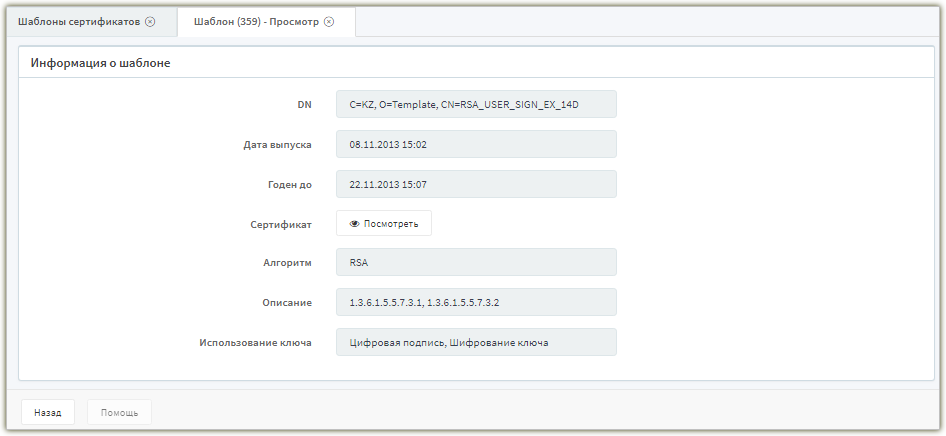 Шаблоны сертификатов
Шаблон (359) - Просмотр
Информация о шаблоне
DN C=KZ, O=Template, CN=RSA_USER_SIGN_EX_14D
Дата выпуска 08.11.2013 15:02
Годен до 22.11.2013 15:07
Сертификат Посмотреть
Алгоритм RSA
Описание 1.3.6.1.5.5.7.3.1, 1.3.6.1.5.5.7.3.2
Использование ключа Цифровая подпись, Шифрование ключа
Назад Помощь